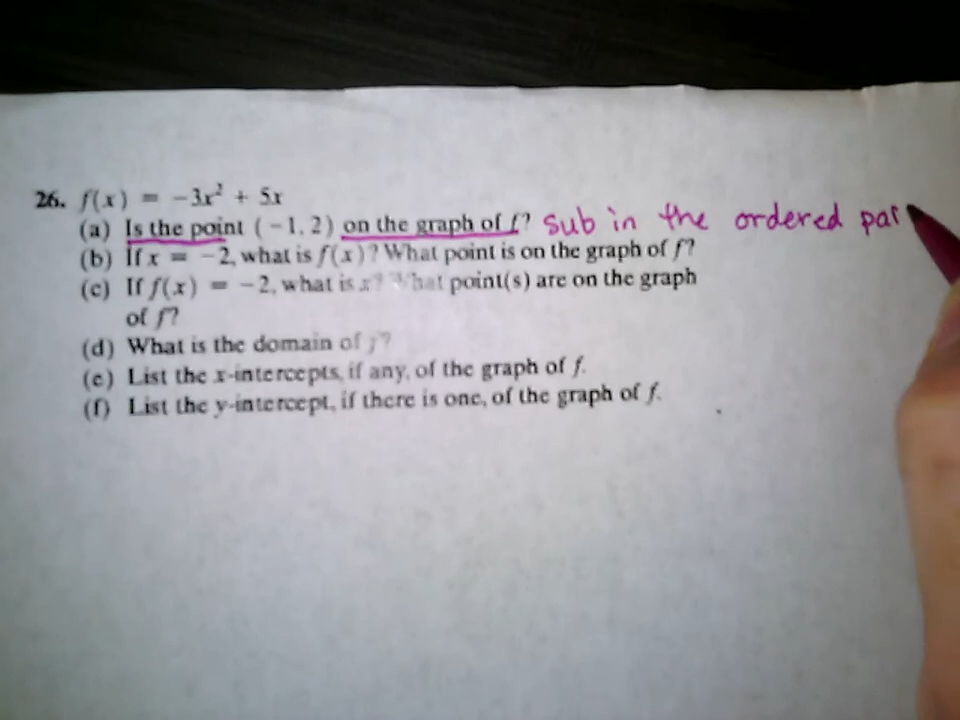 26. f(x) = -3x² + 5x
(a) Is the point (-1, 2) on the graph of f? Sub in the ordered pai
(b) If x = -2, what is f(x)? What point is on the graph of f?
(c) If f(x) = -2, what is x? What point(s) are on the graph
of f?
(d) What is the domain of f?
(e) List the x-intercepts, if any, of the graph of f.
(f) List the y-intercept, if there is one, of the graph of f.